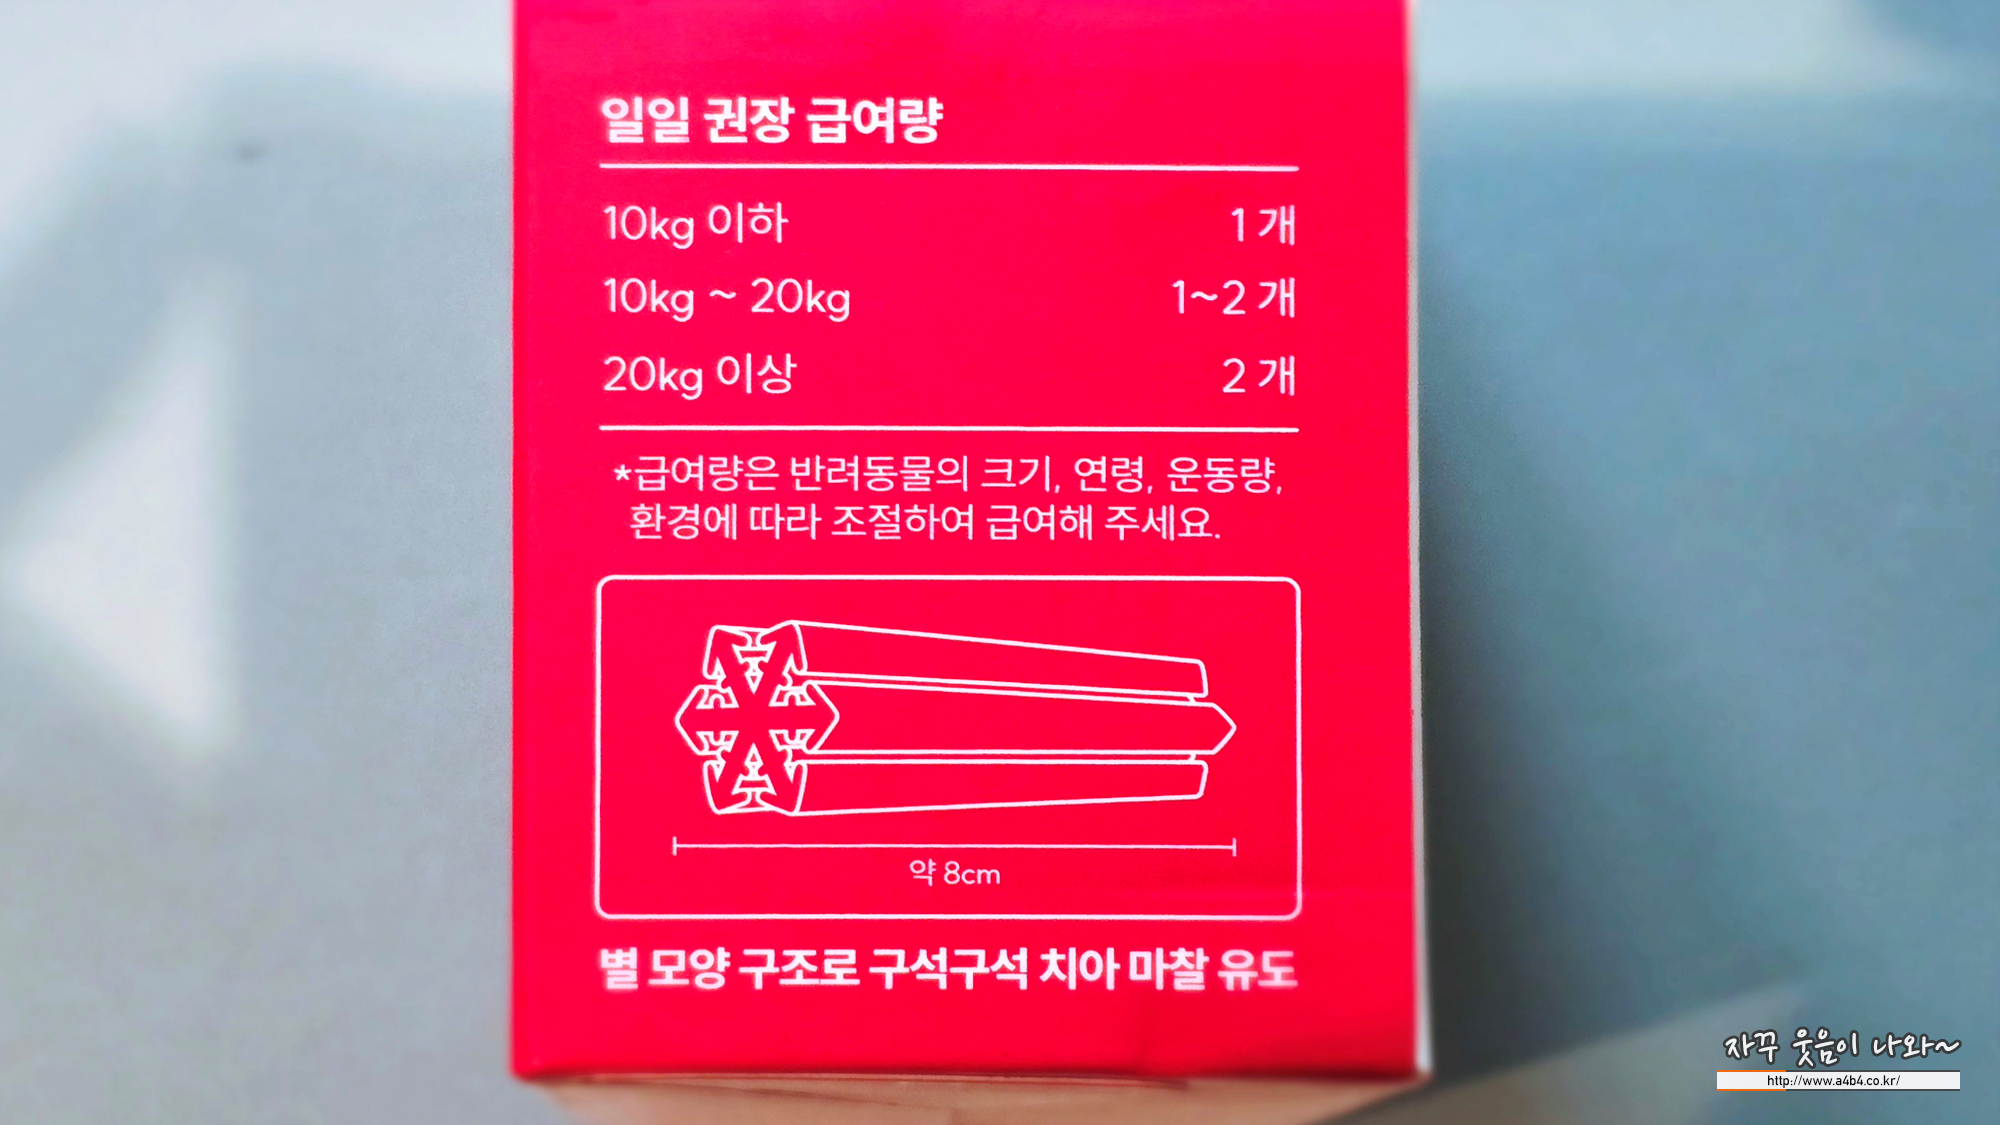 일일 권장 급여량
10kg 이하 1 개
10kg ~ 20kg 1~2 개
20kg 이상 2 개
*급여량은 반려동물의 크기, 연령, 운동량,
환경에 따라 조절하여 급여해 주세요.
약 8cm
별 모양 구조로 구석구석 치아 마찰 유도
자꾸 웃음이 나와~
http://www.a4b4.co.kr/